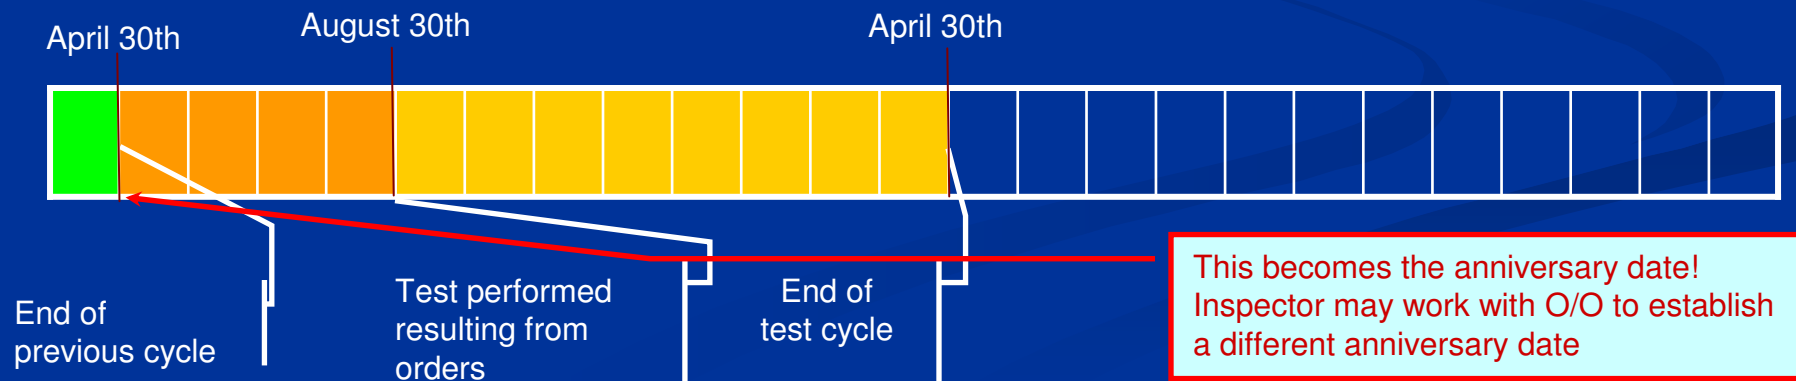 April 30th
August 30th
April 30th
End of
previous cycle
Test performed
resulting from
orders
End of
test cycle
This becomes the anniversary date!
Inspector may work with O/O to establish
a different anniversary date